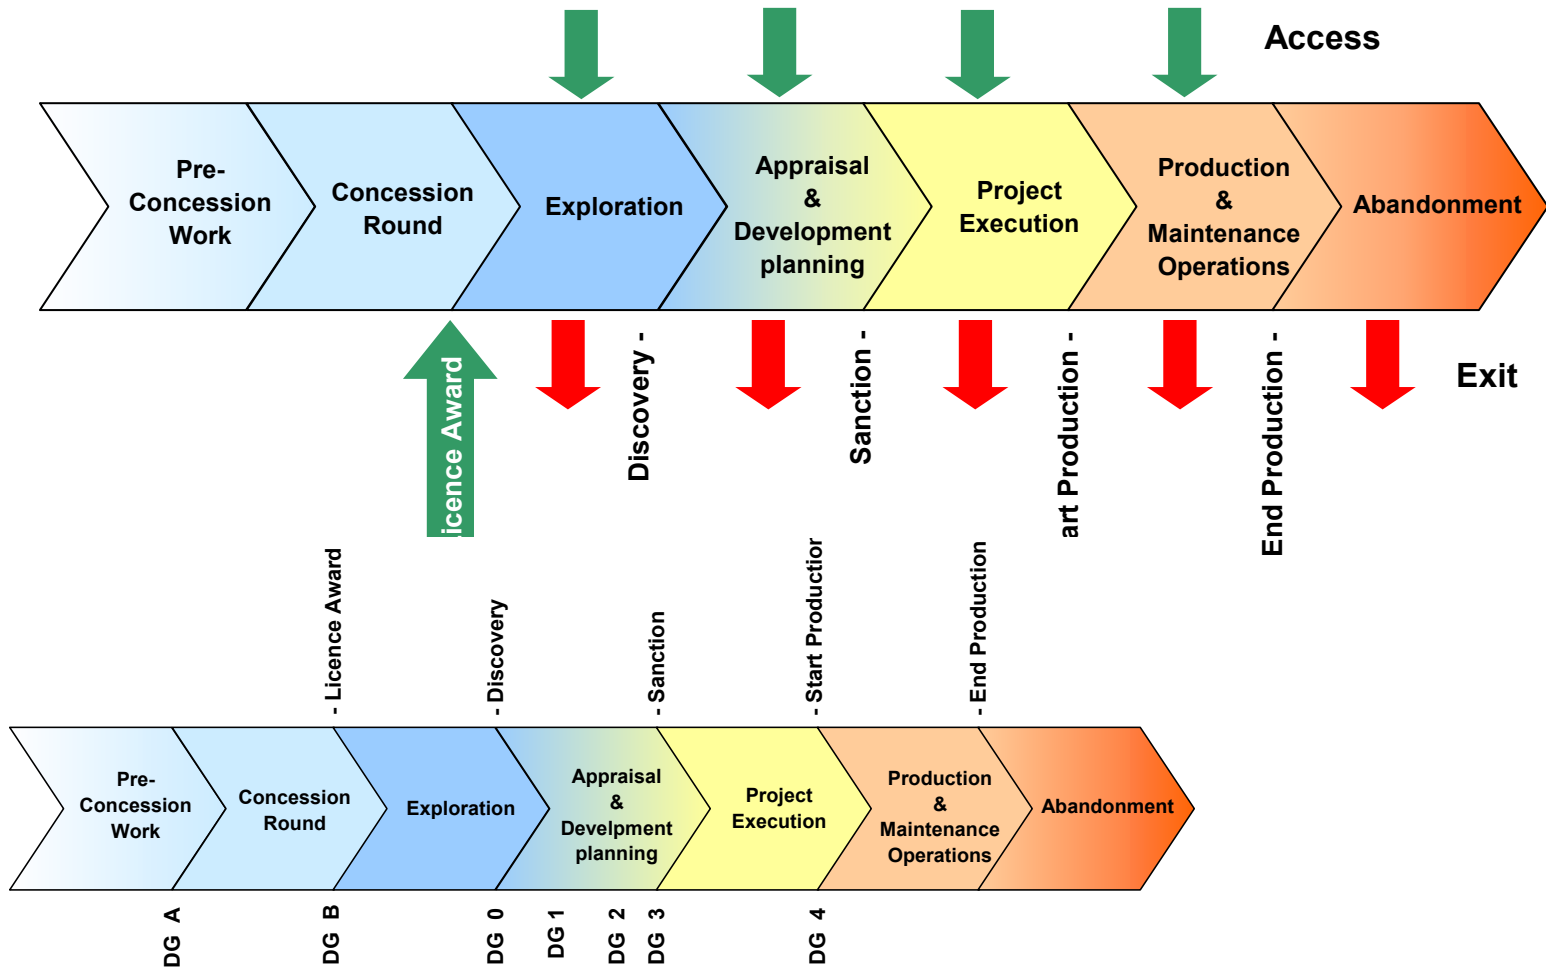 Access
Pre-
Concession
Work
Concession
Round
Exploration
Appraisal
&
Development
planning
Project
Execution
Production
&
Maintenance
Operations
Abandonment
icence Award
Discovery -
Sanction -
art Production -
End Production -
Exit
- Licence Award
- Discovery
- Sanction
- Start Production
- End Production
Pre-
Concession
Work
Concession
Round
Exploration
Appraisal
&
Develpment
planning
Project
Execution
Production
&
Maintenance
Operations
Abandonment
DG A
DG B
DG 0
DG 1
DG 2
DG 3
DG 4